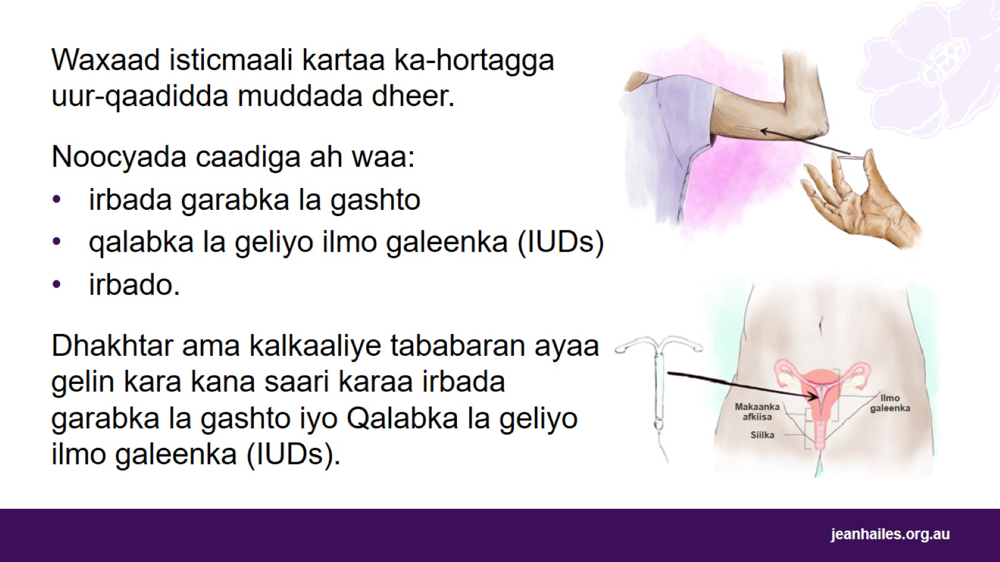 Waxaad isticmaali kartaa ka-hortagga
uur-qaadidda muddada dheer.
Noocyada caadiga ah waa:
• irbada garabka la gashto
• qalabka la geliyo ilmo galeenka (IUDs)
• irbado.
Dhakhtar ama kalkaaliye tababaran ayaa
gelin kara kana saari karaa irbada
garabka la gashto iyo Qalabka la geliyo
ilmo galeenka (IUDs).
Makaanka
afkiisa
Siilka
Ilmo
galeenka
jeanhailes.org.au